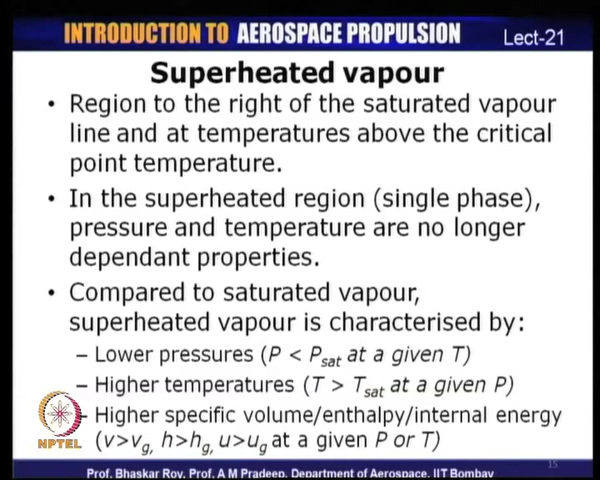 INTRODUCTION TO AEROSPACE PROPULSION Lect-21
Superheated vapour
• Region to the right of the saturated vapour
line and at temperatures above the critical
point temperature.
• In the superheated region (single phase),
pressure and temperature are no longer
dependant properties.
• Compared to saturated vapour,
superheated vapour is characterised by:
– Lower pressures (P < Psat at a given T)
– Higher temperatures (T > Tsat at a given P)
– Higher specific volume/enthalpy/internal energy
(v>vg, h>hg, u>ug at a given P or T)
NPTEL
15
Prof. Bhaskar Roy, Prof. A M Pradeep, Department of Aerospace, IIT Bombay